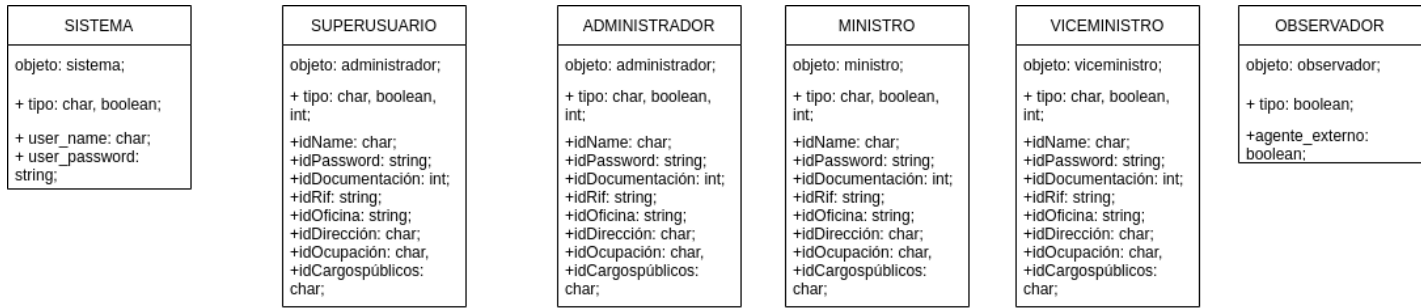 SISTEMA
objeto: sistema;
+ tipo: char, boolean;
+ user_name: char;
+ user_password:
string;
SUPERUSUARIO
objeto: administrador;
+ tipo: char, boolean,
int;
+idName: char;
+idPassword: string;
+idDocumentación: int;
+idRif: string;
+idOficina: string;
+idDirección: char;
+idOcupación: char,
+idCargospúblicos:
char;
ADMINISTRADOR
objeto: administrador;
+ tipo: char, boolean,
int;
+idName: char;
+idPassword: string;
+idDocumentación: int;
+idRif: string;
+idOficina: string;
+idDirección: char;
+idOcupación: char,
+idCargospúblicos:
char;
MINISTRO
objeto: ministro;
+ tipo: char, boolean,
int;
+idName: char;
+idPassword: string;
+idDocumentación: int;
+idRif: string;
+idOficina: string;
+idDirección: char;
+idOcupación: char,
+idCargospúblicos:
char;
VICEMINISTRO
objeto: viceministro;
+ tipo: char, boolean,
int;
+idName: char;
+idPassword: string;
+idDocumentación: int;
+idRif: string;
+idOficina: string;
+idDirección: char;
+idOcupación: char,
+idCargospúblicos:
char;
OBSERVADOR
objeto: observador;
+ tipo: boolean;
+agente_externo:
boolean;